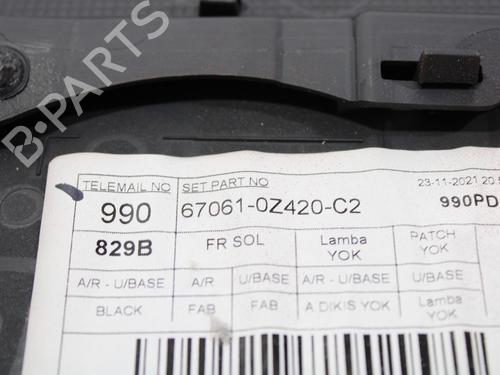 B-PARTS
TELEMAIL NO
SET PART NO
23-11-2021 20:
990
67061-0Z420-C2
990PD
829B
FR SOL
Lamba YOK
PATCH YOK
A/R - U/BASE
A/R
U/BASE
A/R - U/BASE
U/BASE
BLACK
FAB
FAB
A.DIKIS YOK
Lamba YOK